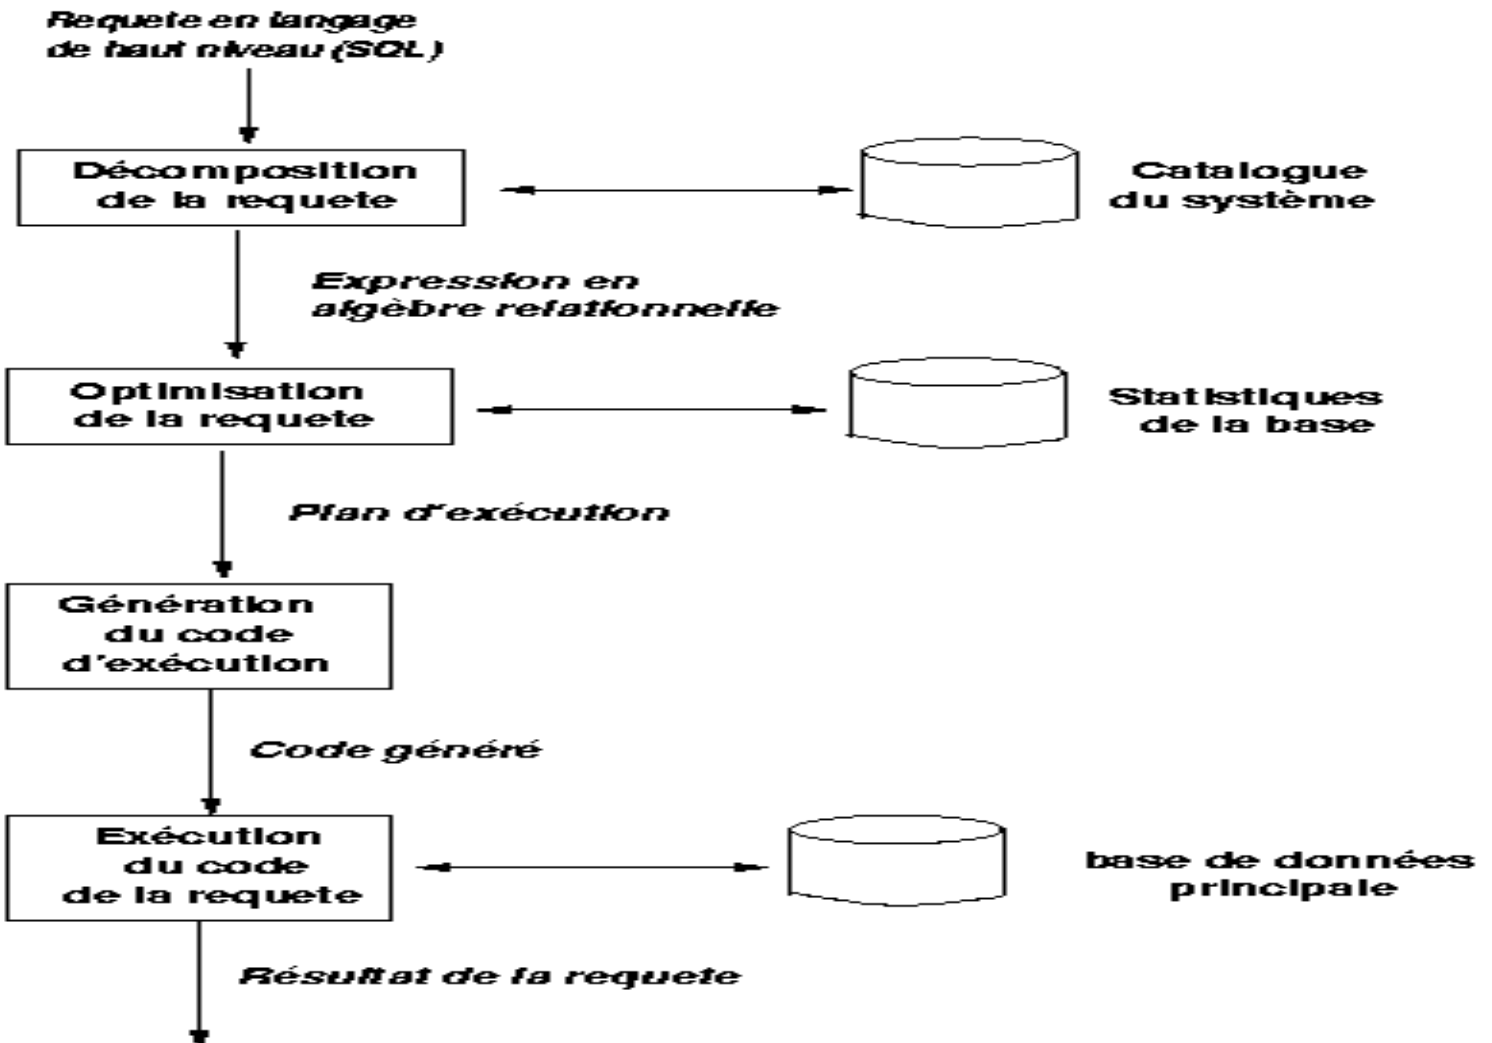 Requete en langage
de haut niveau (SQL)
Décomposition
de la requete
Catalogue
du système
Expression en
algèbre relationnelle
Optimisation
de la requete
Statistiques
de la base
Plan d'exécution
Génération
du code
d'exécution
Code généré
Exécution
du code
de la requete
base de données
principale
Résultat de la requete